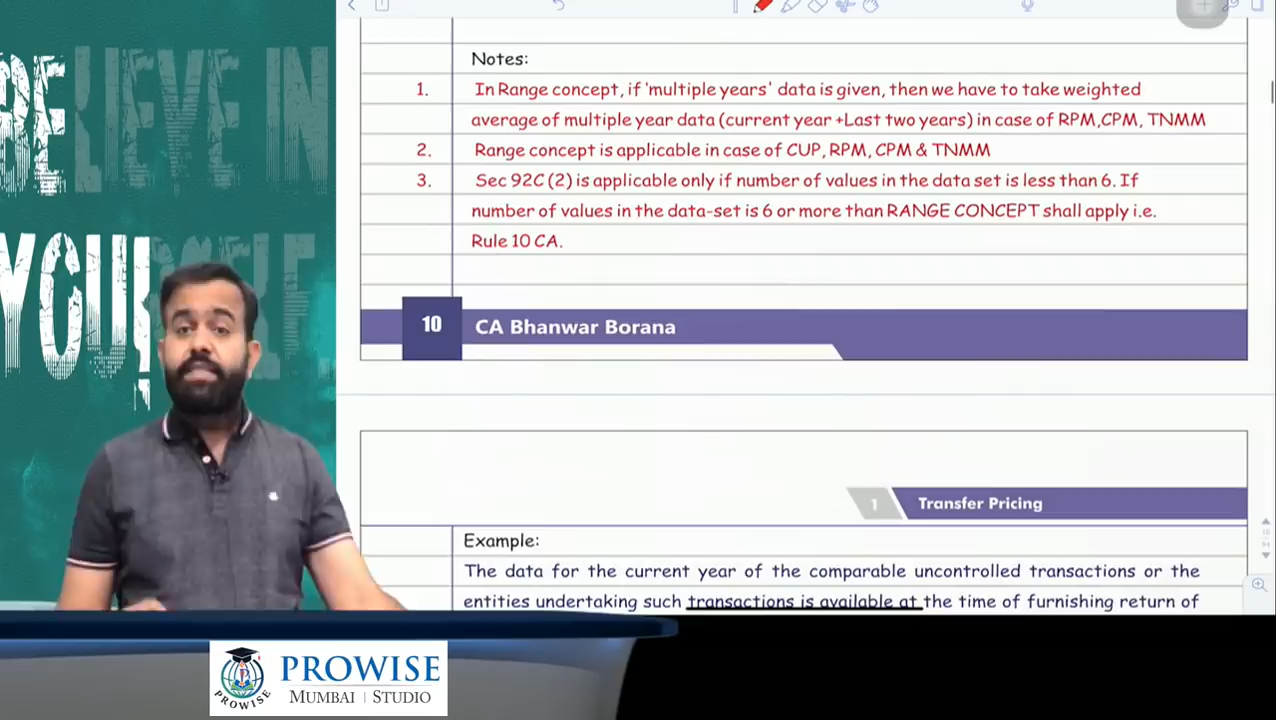 BELIEVE IN
YOURSELF
Notes:
1. In Range concept, if 'multiple years' data is given, then we have to take weighted
average of multiple year data (current year +Last two years) in case of RPM,CPM, TNMM
2. Range concept is applicable in case of CUP, RPM, CPM & TNMM
3. Sec 92C (2) is applicable only if number of values in the data set is less than 6. If
number of values in the data-set is 6 or more than RANGE CONCEPT shall apply i.e.
Rule 10 CA.
10 CA Bhanwar Borana
1 Transfer Pricing
Example:
The data for the current year of the comparable uncontrolled transactions or the
entities undertaking such transactions is available at the time of furnishing return of
PROWISE
PROWISE
MUMBAI | STUDIO